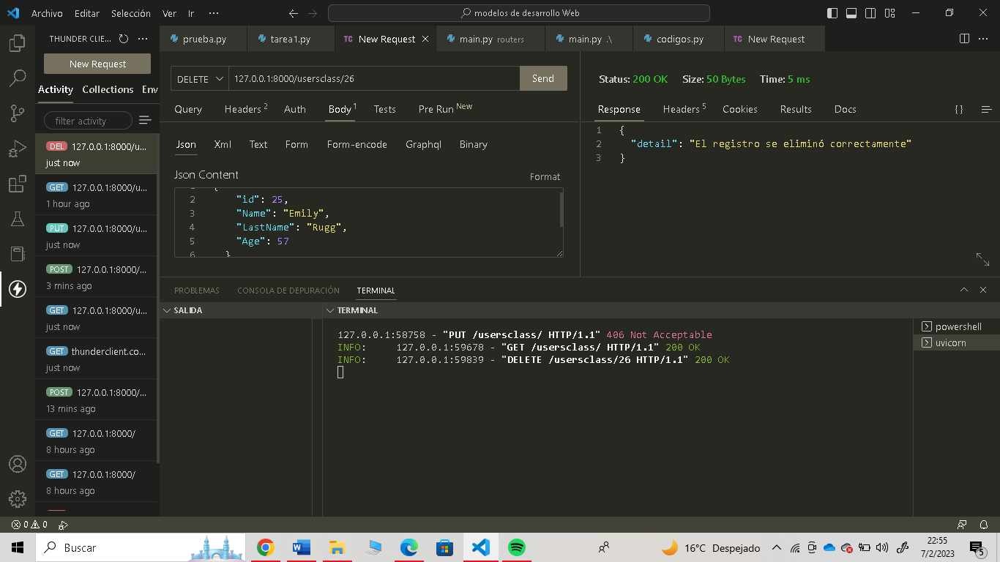 Archivo Editar Selección Ver Ir ··· modelos de desarrollo Web
THUNDER CLIE... ···
prueba.py tarea1.py TC New Request main.py routers main.py .\ codigos.py TC New Request ···
New Request
Activity Collections Env
filter activity
DEL 127.0.0.1:8000/u...
just now
GET 127.0.0.1:8000/u...
1 hour ago
PUT 127.0.0.1:8000/u...
just now
POST 127.0.0.1:8000/...
3 mins ago
GET 127.0.0.1:8000/u...
just now
GET thunderclient.co...
just now
POST 127.0.0.1:8000/...
13 mins ago
GET 127.0.0.1:8000/
8 hours ago
GET 127.0.0.1:8000/
8 hours ago
DELETE 127.0.0.1:8000/usersclass/26 Send
Query Headers 2 Auth Body 1 Tests Pre Run New
Json Xml Text Form Form-encode Graphql Binary
Json Content Format
{
2 "id": 25,
3 "Name": "Emily",
4 "LastName": "Rugg",
5 "Age": 57
6 }
Status: 200 OK Size: 50 Bytes Time: 5 ms
Response Headers 5 Cookies Results Docs {}
1 {
2 "detail": "El registro se eliminó correctamente"
3 }
PROBLEMAS CONSOLA DE DEPURACIÓN TERMINAL
SALIDA TERMINAL
127.0.0.1:58758 - "PUT /usersclass/ HTTP/1.1" 406 Not Acceptable
INFO: 127.0.0.1:59678 - "GET /usersclass/ HTTP/1.1" 200 OK
INFO: 127.0.0.1:59839 - "DELETE /usersclass/26 HTTP/1.1" 200 OK
powershell
uvicorn
0 0
Buscar
16°C Despejado
22:55
7/2/2023
5